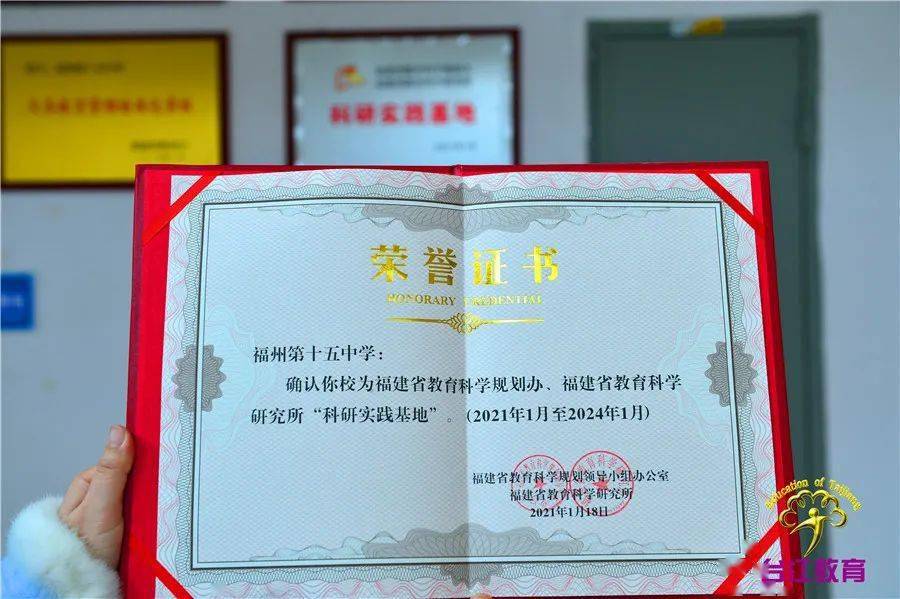 科研实践基地
荣誉证书
HONORARY CREDENTIAL
福州第十五中学：
确认你校为福建省教育科学规划办、福建省教育科学
研究所“科研实践基地”。(2021年1月至2024年1月)
福建省教育科学规划领导小组办公室
福建省教育科学研究所
2021年1月18日
Education of Taijiang
台江教育